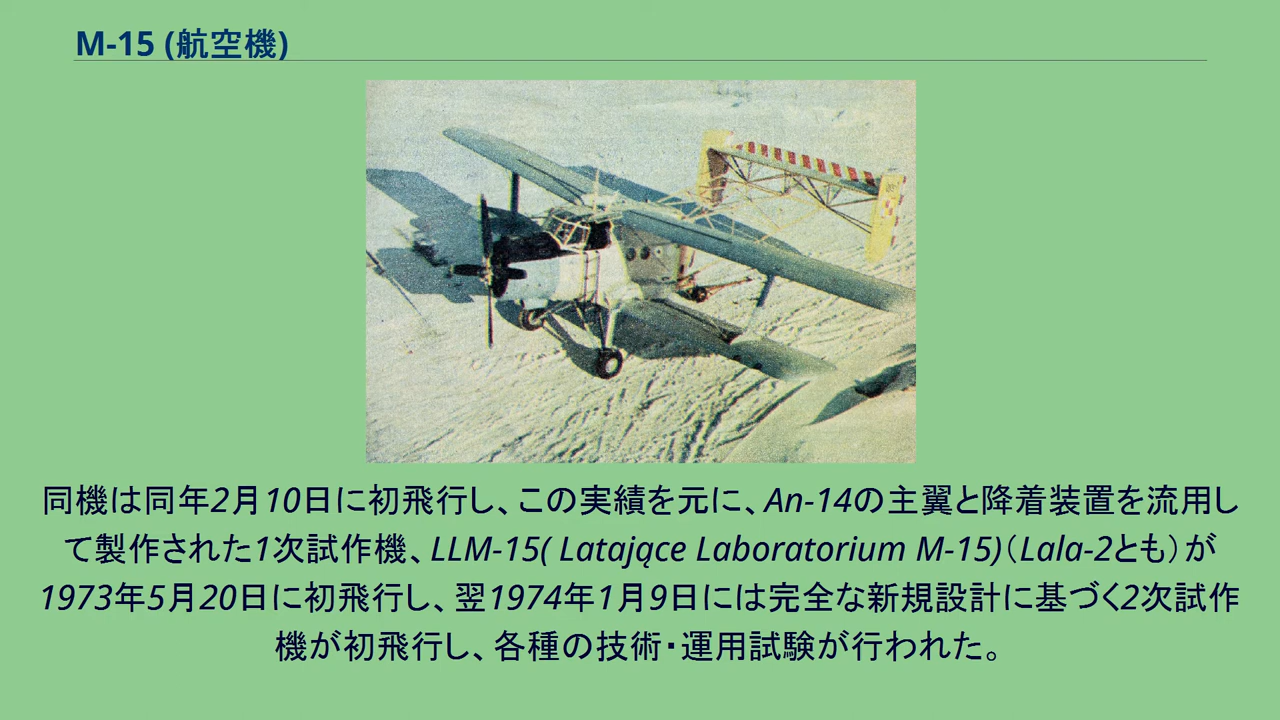 M-15 (航空機)
同機は同年2月10日に初飛行し、この実績を元に、An-14の主翼と降着装置を流用し
て製作された1次試作機、LLM-15( Latające Laboratorium M-15)（Lala-2とも）が
1973年5月20日に初飛行し、翌1974年1月9日には完全な新規設計に基づく2次試作
機が初飛行し、各種の技術・運用試験が行われた。